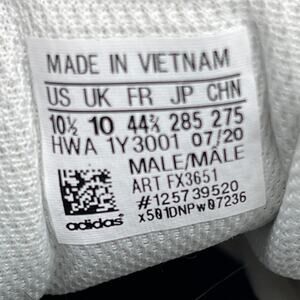 MADE IN VIETNAM
US UK FR JP CHN
10½ 10 44⅔ 285 275
HWA 1Y3001 07/20
MALE/MÂLE
ART FX3651
#125739520
x501DNPw07236
adidas